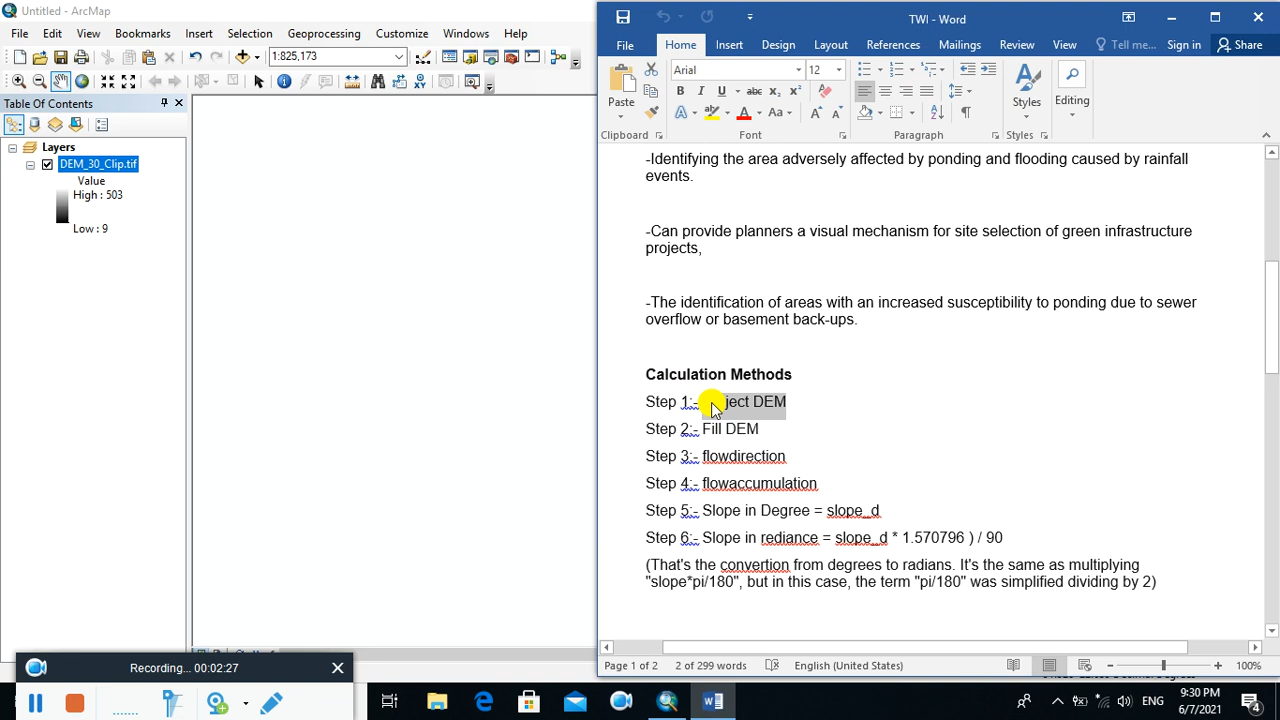 Untitled - ArcMap
File Edit View Bookmarks Insert Selection Geoprocessing Customize Windows Help
1:825,173
Table Of Contents
Layers
DEM_30_Clip.tif
Value
High : 503
Low : 9
TWI - Word
File Home Insert Design Layout References Mailings Review View Tell me... Sign in Share
Paste
Arial 12
Styles
Editing
Clipboard Font Paragraph Styles
-Identifying the area adversely affected by ponding and flooding caused by rainfall
events.
-Can provide planners a visual mechanism for site selection of green infrastructure
projects,
-The identification of areas with an increased susceptibility to ponding due to sewer
overflow or basement back-ups.
Calculation Methods
Step 1:- ject DEM
Step 2:- Fill DEM
Step 3:- flowdirection
Step 4:- flowaccumulation
Step 5:- Slope in Degree = slope_d
Step 6:- Slope in rediance = slope_d * 1.570796 ) / 90
(That's the convertion from degrees to radians. It's the same as multiplying
"slope*pi/180", but in this case, the term "pi/180" was simplified dividing by 2)
Page 1 of 2 2 of 299 words English (United States) 100%
Recording... 00:02:27
ENG
9:30 PM
6/7/2021
4